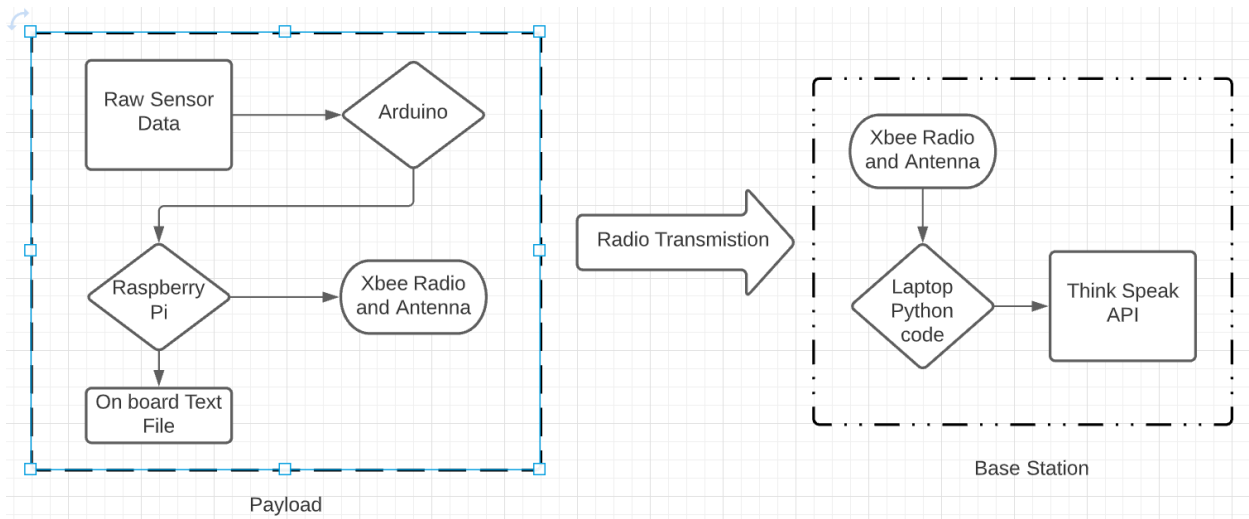 Raw Sensor
Data
Arduino
Raspberry
Pi
Xbee Radio
and Antenna
On board Text
File
Payload
Radio Transmistion
Xbee Radio
and Antenna
Laptop
Python
code
Think Speak
API
Base Station